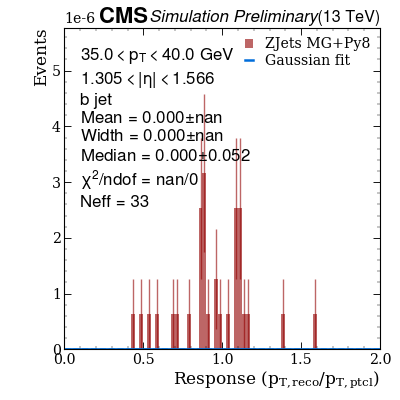 1e-6 CMS Simulation Preliminary (13 TeV)
Events
ZJets MG+Py8
Gaussian fit
35.0 < p_T < 40.0 GeV
1.305 < |η| < 1.566
b jet
Mean = 0.000±nan
Width = 0.000±nan
Median = 0.000±0.052
χ²/ndof = nan/0
Neff = 33
5
4
3
2
1
0
0.0 0.5 1.0 1.5 2.0
Response (p_T,reco/p_T,ptcl)